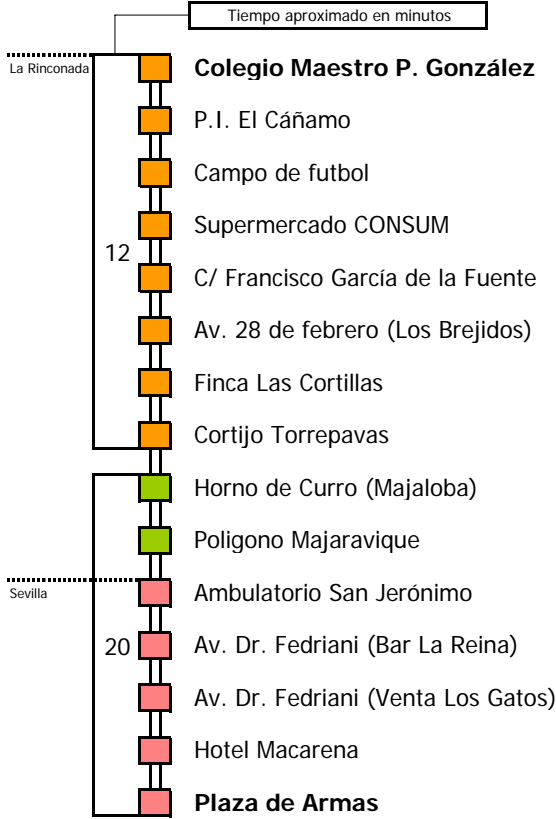 Tiempo aproximado en minutos
La Rinconada
Colegio Maestro P. González
P.I. El Cáñamo
Campo de futbol
Supermercado CONSUM
12
C/ Francisco García de la Fuente
Av. 28 de febrero (Los Brejidos)
Finca Las Cortillas
Cortijo Torrepavas
Horno de Curro (Majaloba)
Poligono Majaravique
Sevilla
Ambulatorio San Jerónimo
20
Av. Dr. Fedriani (Bar La Reina)
Av. Dr. Fedriani (Venta Los Gatos)
Hotel Macarena
Plaza de Armas